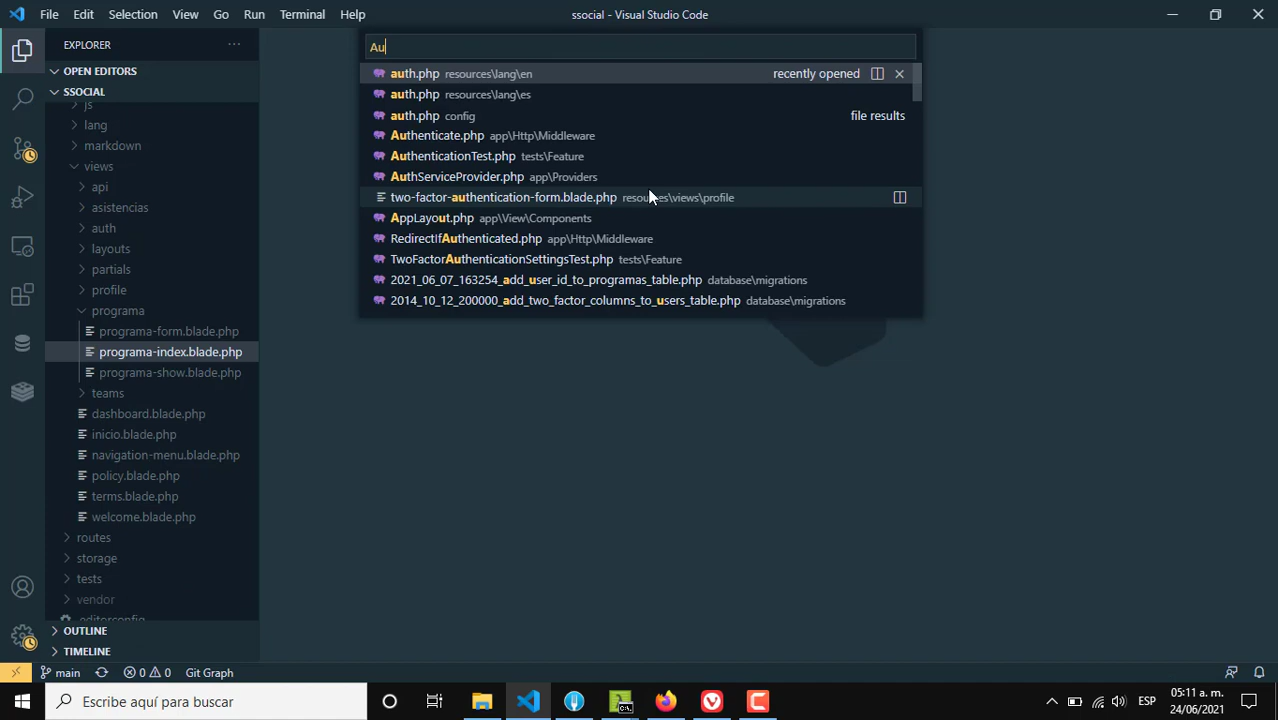 File Edit Selection View Go Run Terminal Help ssocial - Visual Studio Code
EXPLORER
OPEN EDITORS
SSOCIAL
js
lang
markdown
views
api
asistencias
auth
layouts
partials
profile
programa
programa-form.blade.php
programa-index.blade.php
programa-show.blade.php
teams
dashboard.blade.php
inicio.blade.php
navigation-menu.blade.php
policy.blade.php
terms.blade.php
welcome.blade.php
routes
storage
tests
vendor
.editorconfig
OUTLINE
TIMELINE
Au
auth.php resources\lang\en recently opened
auth.php resources\lang\es
auth.php config file results
Authenticate.php app\Http\Middleware
AuthenticationTest.php tests\Feature
AuthServiceProvider.php app\Providers
two-factor-authentication-form.blade.php resources\views\profile
AppLayout.php app\View\Components
RedirectIfAuthenticated.php app\Http\Middleware
TwoFactorAuthenticationSettingsTest.php tests\Feature
2021_06_07_163254_add_user_id_to_programas_table.php database\migrations
2014_10_12_200000_add_two_factor_columns_to_users_table.php database\migrations
main 0 0 Git Graph
Escribe aquí para buscar
C:\.
ESP
05:11 a. m.
24/06/2021